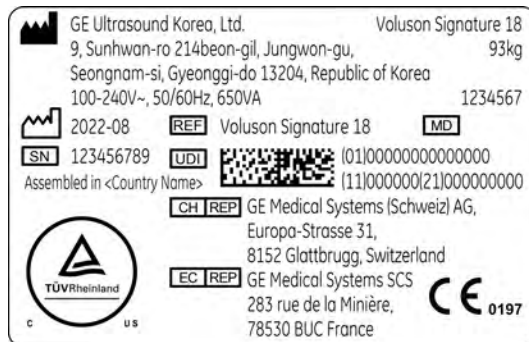 GE Ultrasound Korea, Ltd. Voluson Signature 18
9, Sunhwan-ro 214beon-gil, Jungwon-gu, 93kg
Seongnam-si, Gyeonggi-do 13204, Republic of Korea
100-240V~, 50/60Hz, 650VA 1234567
2022-08 REF Voluson Signature 18 MD
SN 123456789 UDI (01)00000000000000
Assembled in <Country Name> (11)000000(21)000000000
CH REP GE Medical Systems (Schweiz) AG,
Europa-Strasse 31,
8152 Glattbrugg, Switzerland
EC REP GE Medical Systems SCS
283 rue de la Minière,
78530 BUC France
TÜVRheinland
C US
CE 0197